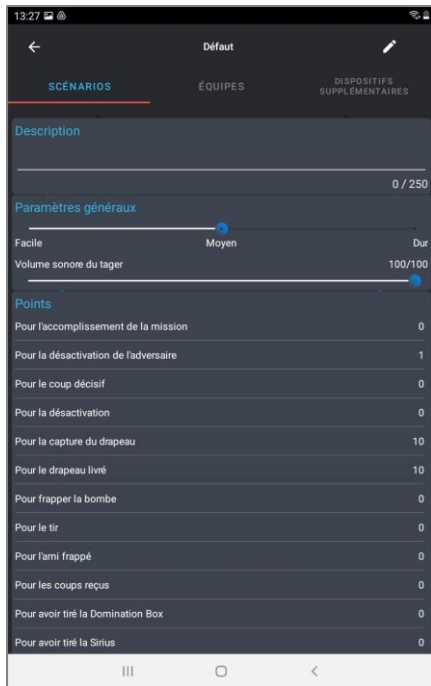 13:27
Défaut
SCÉNARIOS
ÉQUIPES
DISPOSITIFS
SUPPLÉMENTAIRES
Description
0 / 250
Paramètres généraux
Facile Moyen Dur
Volume sonore du tager 100/100
Points
Pour l'accomplissement de la mission 0
Pour la désactivation de l'adversaire 1
Pour le coup décisif 0
Pour la désactivation 0
Pour la capture du drapeau 10
Pour le drapeau livré 10
Pour frapper la bombe 0
Pour le tir 0
Pour l'ami frappé 0
Pour les coups reçus 0
Pour avoir tiré la Domination Box 0
Pour avoir tiré la Sirius 0